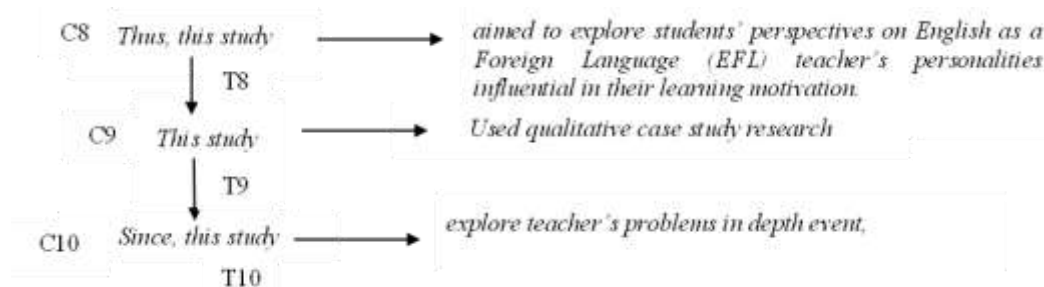 C8 Thus, this study aimed to explore students' perspectives on English as a
Foreign Language (EFL) teacher's personalities
influential in their learning motivation.
T8
C9 This study Used qualitative case study research
T9
C10 Since, this study explore teacher's problems in depth event,
T10